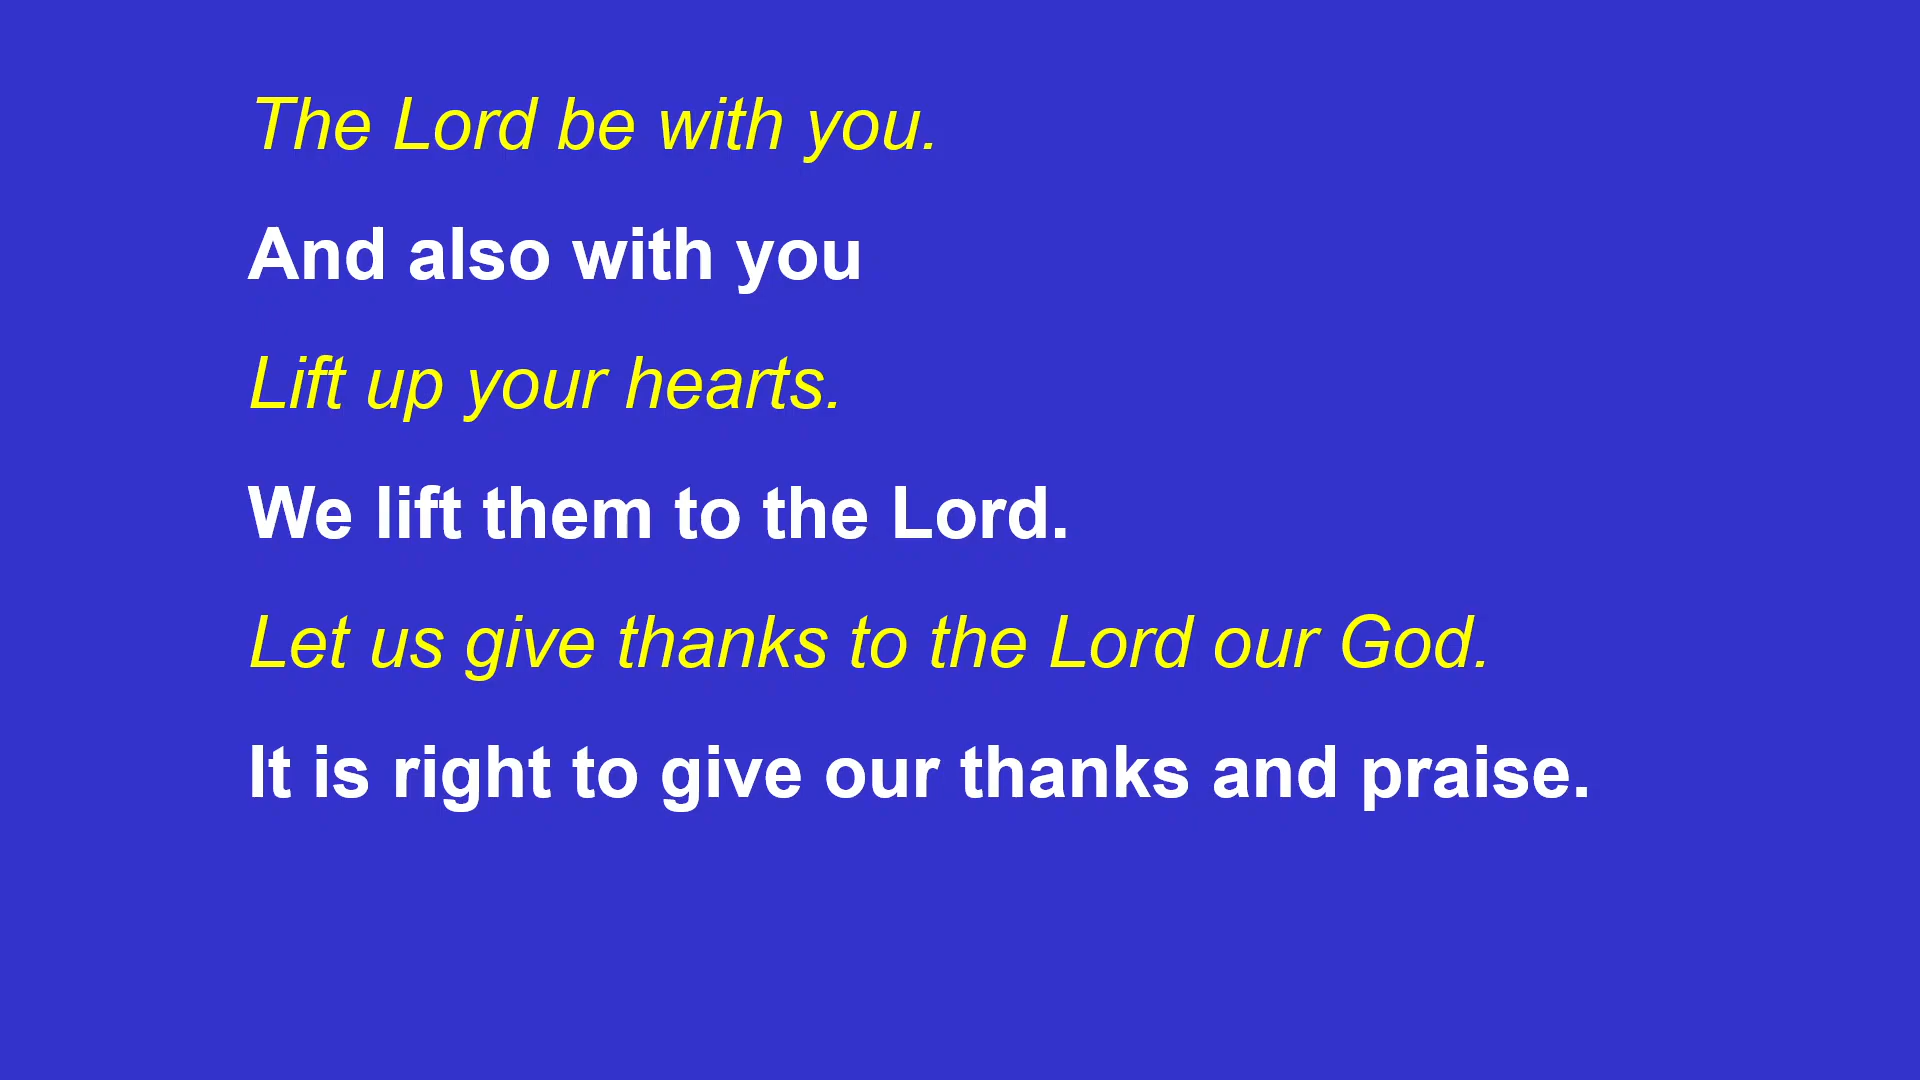 The Lord be with you.
And also with you
Lift up your hearts.
We lift them to the Lord.
Let us give thanks to the Lord our God.
It is right to give our thanks and praise.